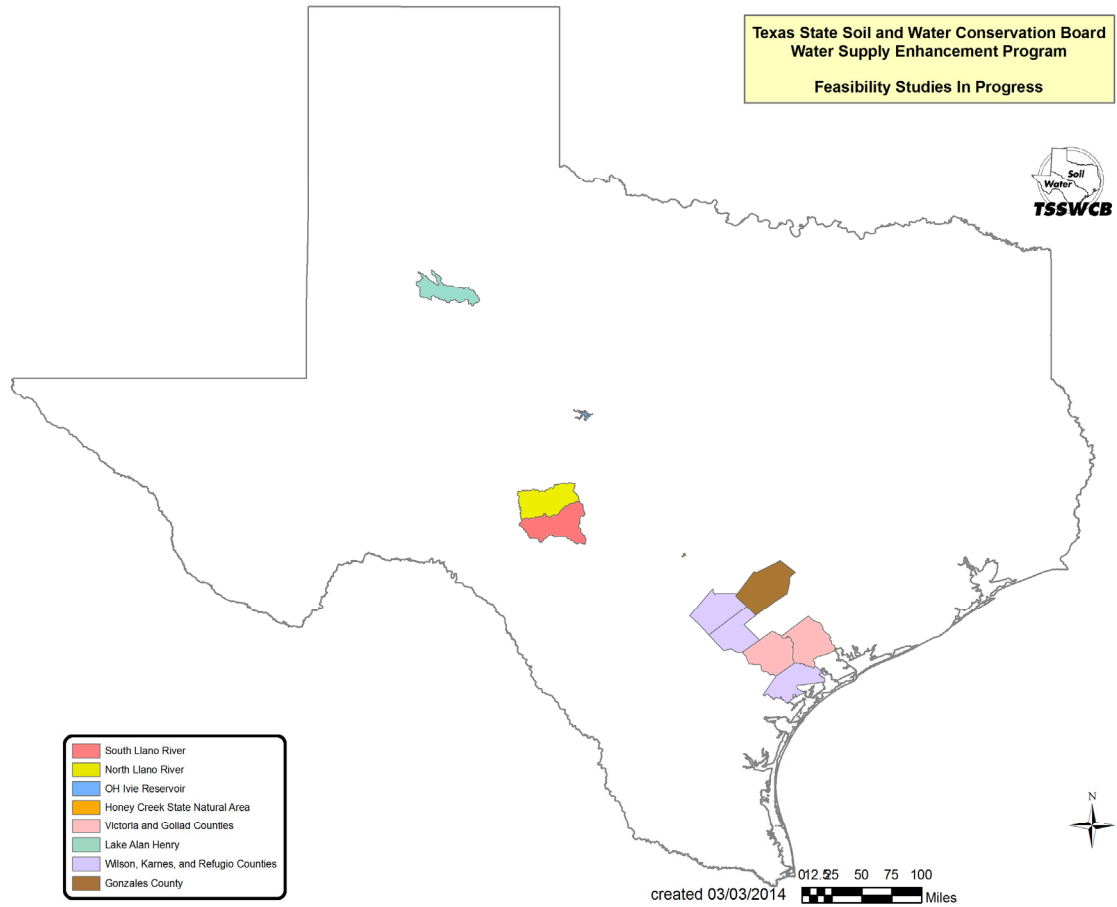 Texas State Soil and Water Conservation Board
Water Supply Enhancement Program
Feasibility Studies In Progress
Soil
Water
TSSWCB
South Llano River
North Llano River
OH Ivie Reservoir
Honey Creek State Natural Area
Victoria and Goliad Counties
Lake Alan Henry
Wilson, Karnes, and Refugio Counties
Gonzales County
N
created 03/03/2014
012.525 50 75 100
Miles